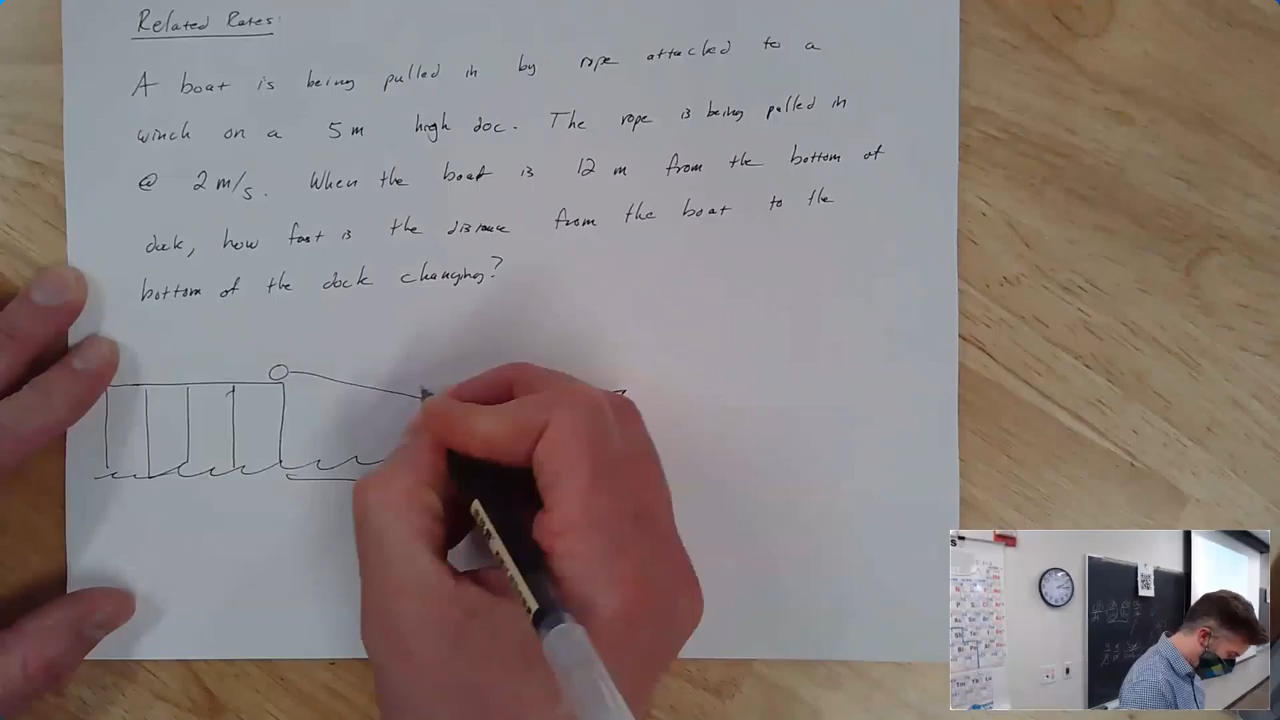 Related Rates:
A boat is being pulled in by rope attached to a
winch on a 5 m high doc. The rope is being pulled in
@ 2 m/s. When the boat is 12 m from the bottom of
dock, how fast is the distance from the boat to the
bottom of the dock changing?